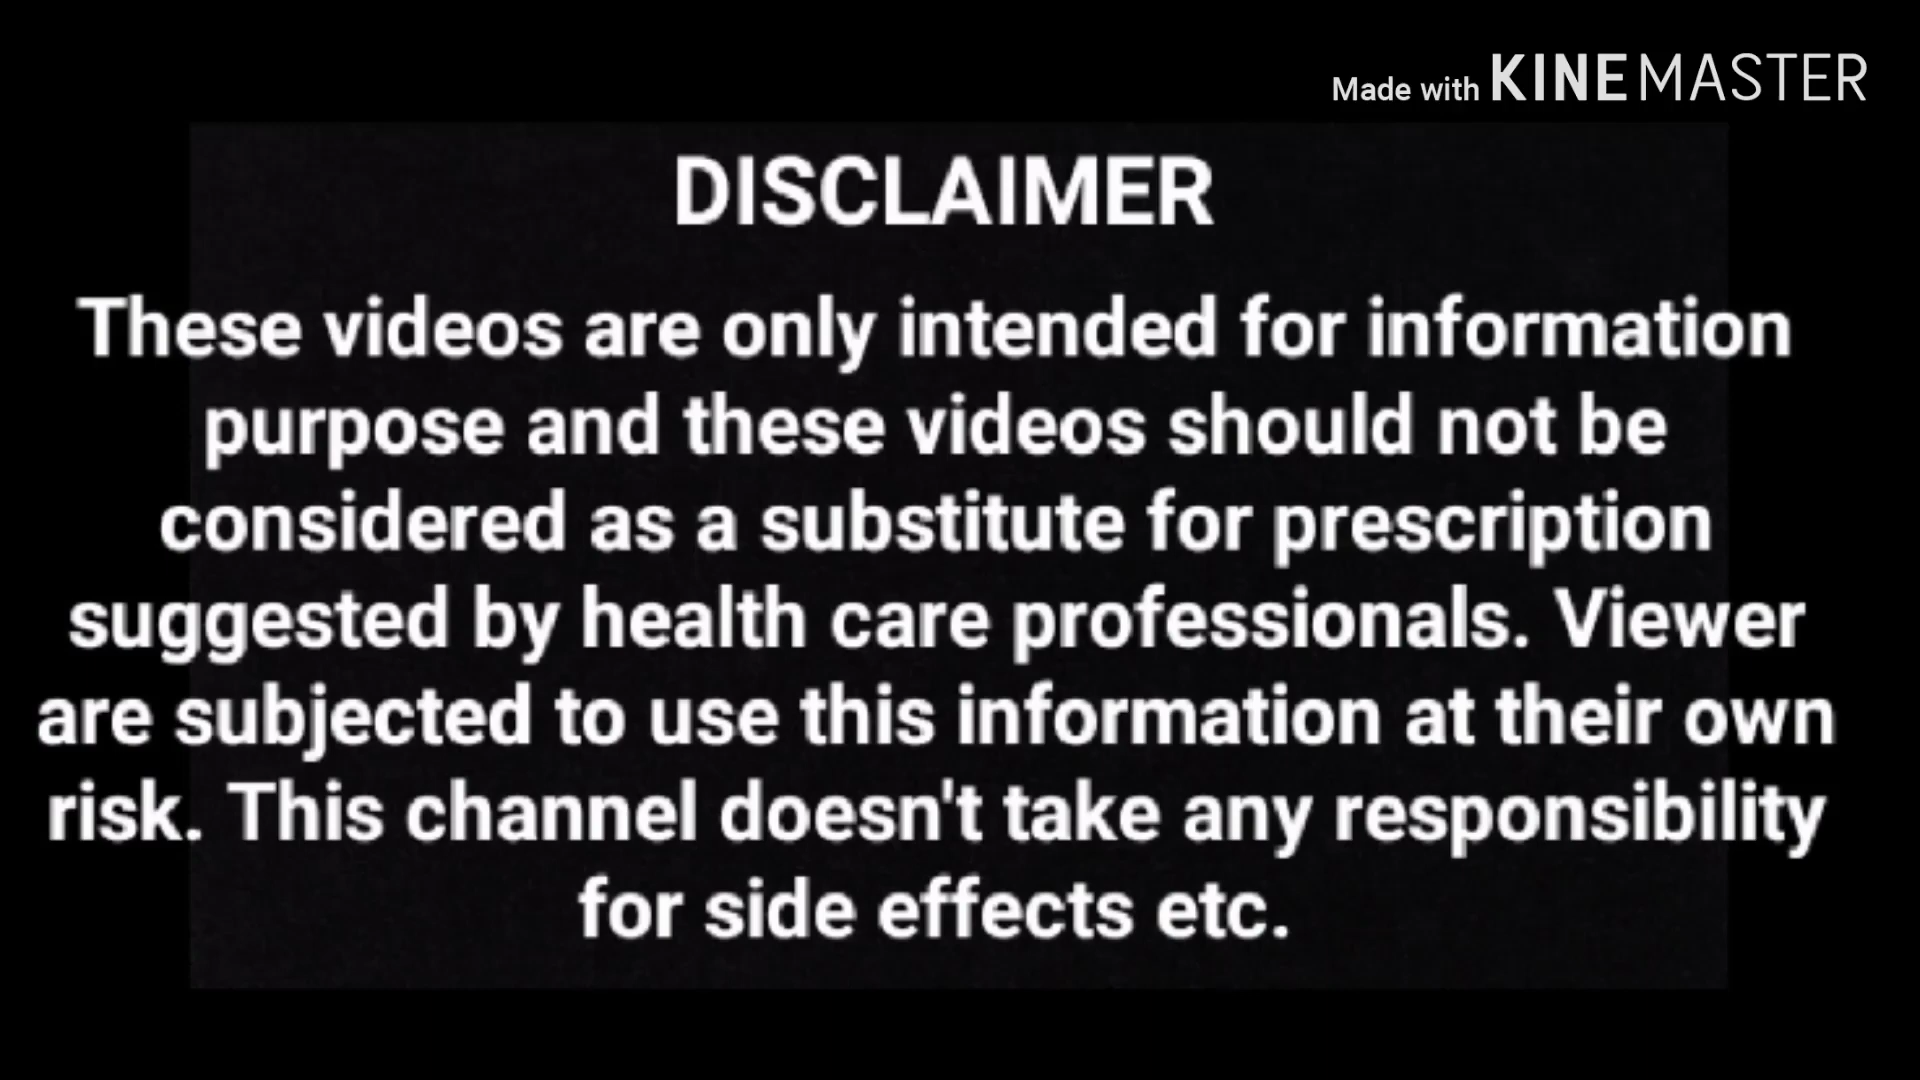 Made with KINEMASTER
DISCLAIMER
These videos are only intended for information
purpose and these videos should not be
considered as a substitute for prescription
suggested by health care professionals. Viewer
are subjected to use this information at their own
risk. This channel doesn't take any responsibility
for side effects etc.